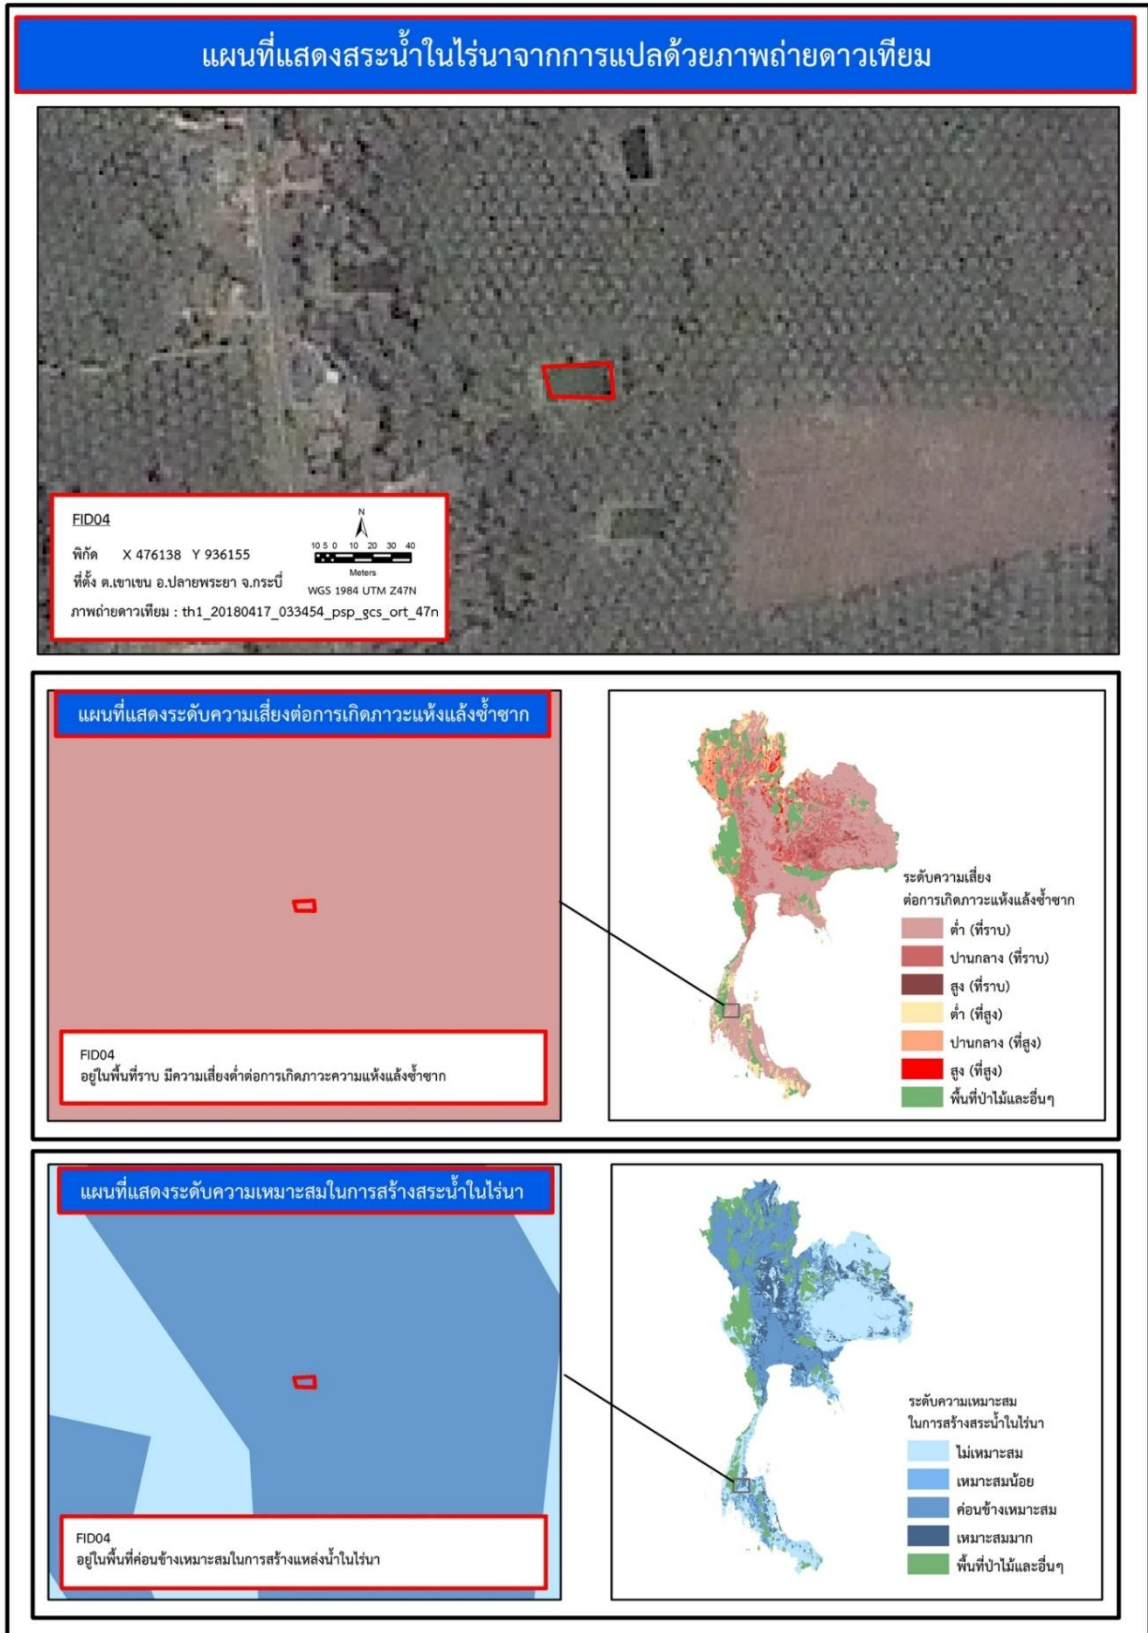 แผนที่แสดงสระน้ำในไร่นาจากการแปลด้วยภาพถ่ายดาวเทียม
FID04
พิกัด X 476138 Y 936155
ที่ตั้ง ต.เขาเขน อ.ปลายพระยา จ.กระบี่
ภาพถ่ายดาวเทียม : th1_20180417_033454_psp_gcs_ort_47n
N
10 5 0 10 20 30 40
Meters
WGS 1984 UTM Z47N
แผนที่แสดงระดับความเสี่ยงต่อการเกิดภาวะแห้งแล้งซ้ำซาก
FID04
อยู่ในพื้นที่ราบ มีความเสี่ยงต่ำต่อการเกิดภาวะความแห้งแล้งซ้ำซาก
ระดับความเสี่ยง
ต่อการเกิดภาวะแห้งแล้งซ้ำซาก
ต่ำ (ที่ราบ)
ปานกลาง (ที่ราบ)
สูง (ที่ราบ)
ต่ำ (ที่สูง)
ปานกลาง (ที่สูง)
สูง (ที่สูง)
พื้นที่ป่าไม้และอื่นๆ
แผนที่แสดงระดับความเหมาะสมในการสร้างสระน้ำในไร่นา
FID04
อยู่ในพื้นที่ค่อนข้างเหมาะสมในการสร้างแหล่งน้ำในไร่นา
ระดับความเหมาะสม
ในการสร้างสระน้ำในไร่นา
ไม่เหมาะสม
เหมาะสมน้อย
ค่อนข้างเหมาะสม
เหมาะสมมาก
พื้นที่ป่าไม้และอื่นๆ